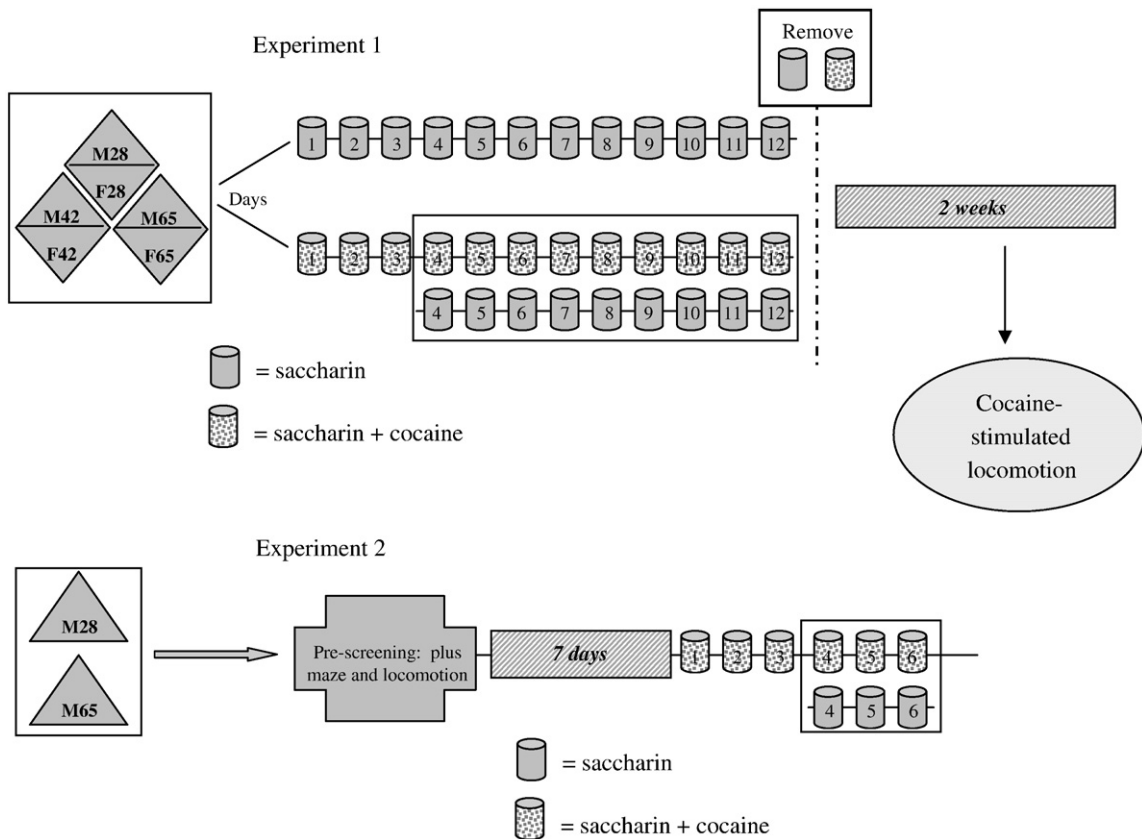 Experiment 1
Remove
M28
F28
M42
M65
F42
F65
Days
1 2 3 4 5 6 7 8 9 10 11 12
1 2 3 4 5 6 7 8 9 10 11 12
4 5 6 7 8 9 10 11 12
2 weeks
= saccharin
= saccharin + cocaine
Cocaine-
stimulated
locomotion
Experiment 2
M28
M65
Pre-screening: plus
maze and locomotion
7 days
1 2 3 4 5 6
4 5 6
= saccharin
= saccharin + cocaine